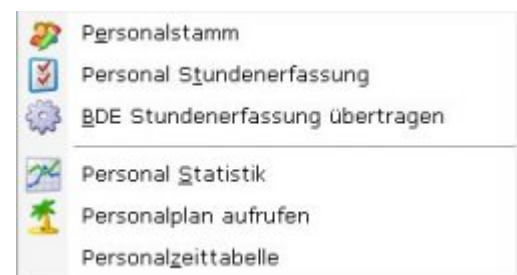 Personalstamm
Personal Stundenerfassung
BDE Stundenerfassung übertragen
Personal Statistik
Personalplan aufrufen
Personalzeittabelle